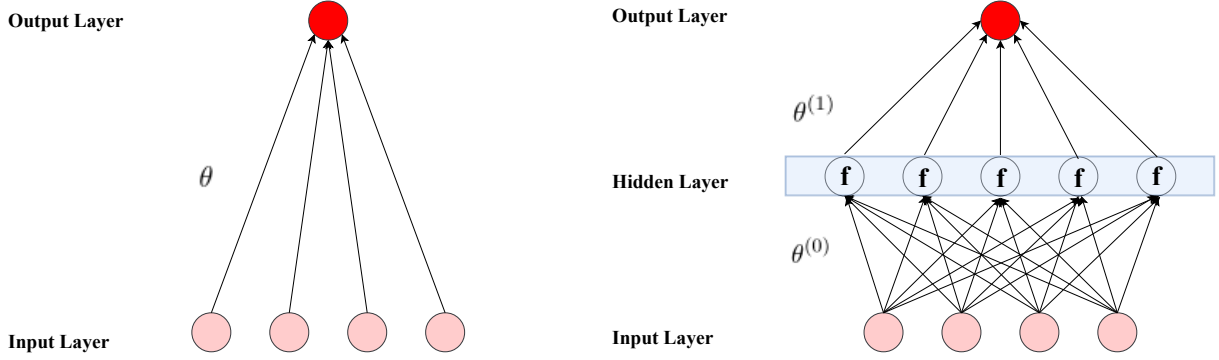 Output Layer
θ
Input Layer
Output Layer
θ(1)
Hidden Layer
f f f f f
θ(0)
Input Layer